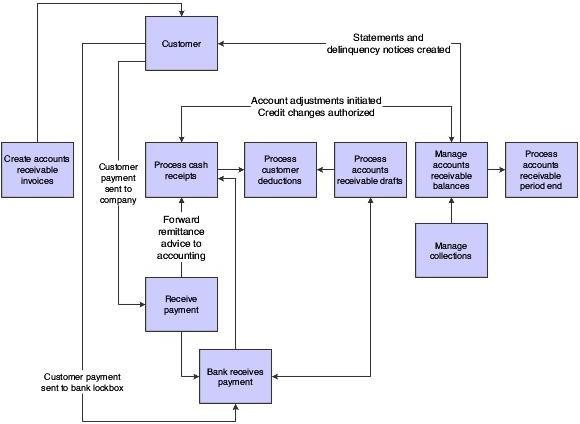 Customer
Statements and
delinquency notices created
Account adjustments initiated
Credit changes authorized
Create accounts
receivable
invoices
Customer
payment
sent to
company
Process cash
receipts
Process
customer
deductions
Process
accounts
receivable drafts
Manage
accounts
receivable
balances
Process
accounts
receivable
period end
Forward
remittance
advice to
accounting
Manage
collections
Receive
payment
Bank receives
payment
Customer payment
sent to bank lockbox